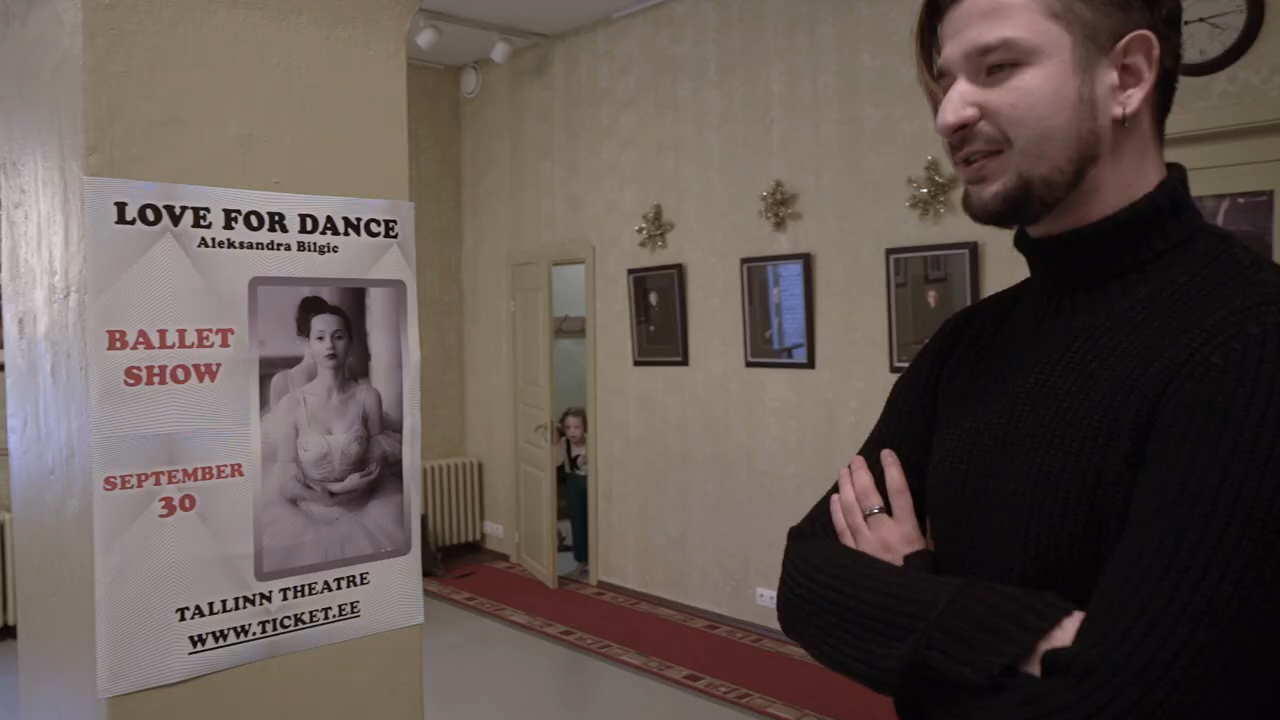 LOVE FOR DANCE
Aleksandra Bilgic
BALLET
SHOW
SEPTEMBER
30
TALLINN THEATRE
WWW.TICKET.EE